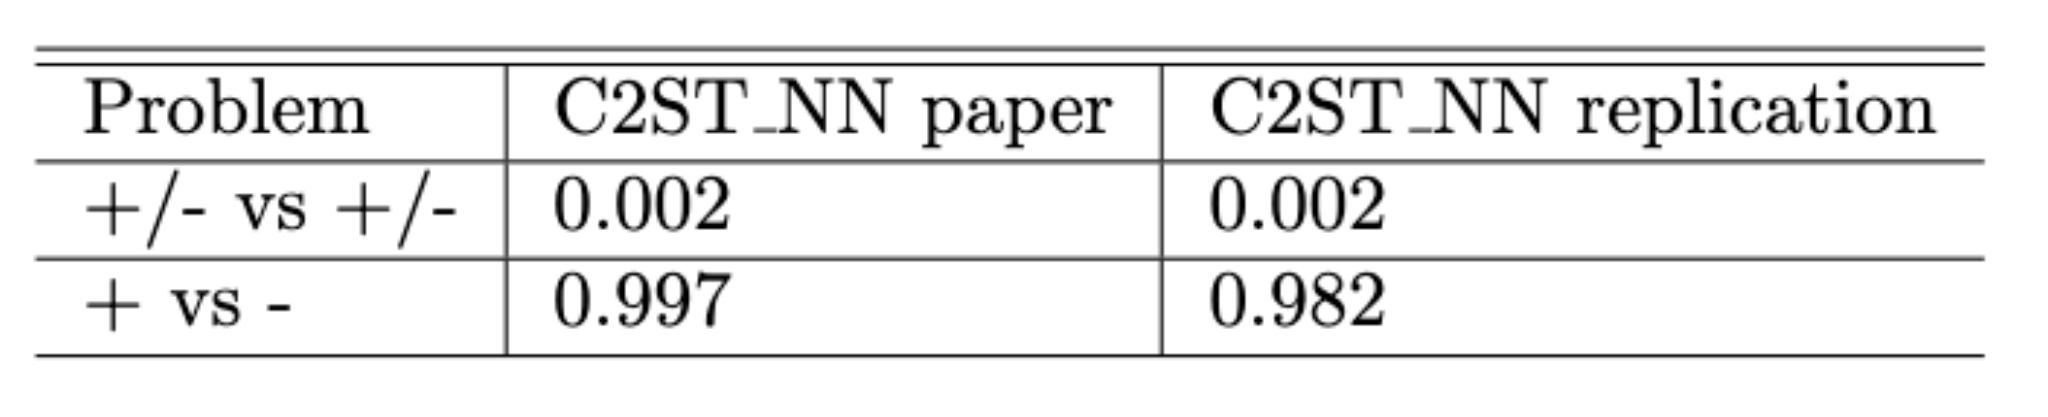 Problem C2ST_NN paper C2ST_NN replication
+/- vs +/- 0.002 0.002
+ vs - 0.997 0.982